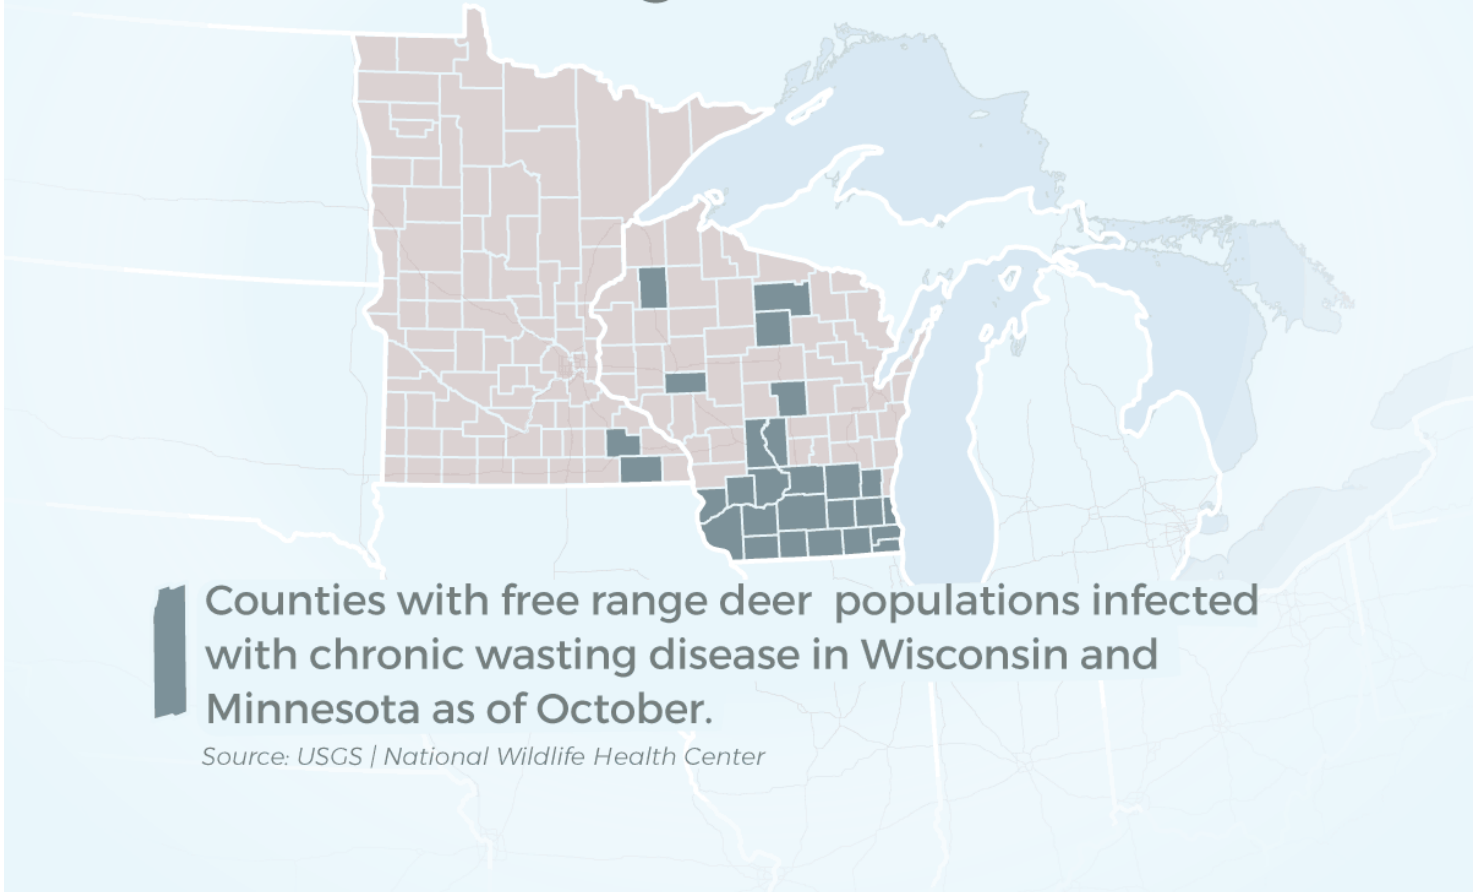 Counties with free range deer  populations infected
with chronic wasting disease in Wisconsin and
Minnesota as of October.
Source: USGS | National Wildlife Health Center